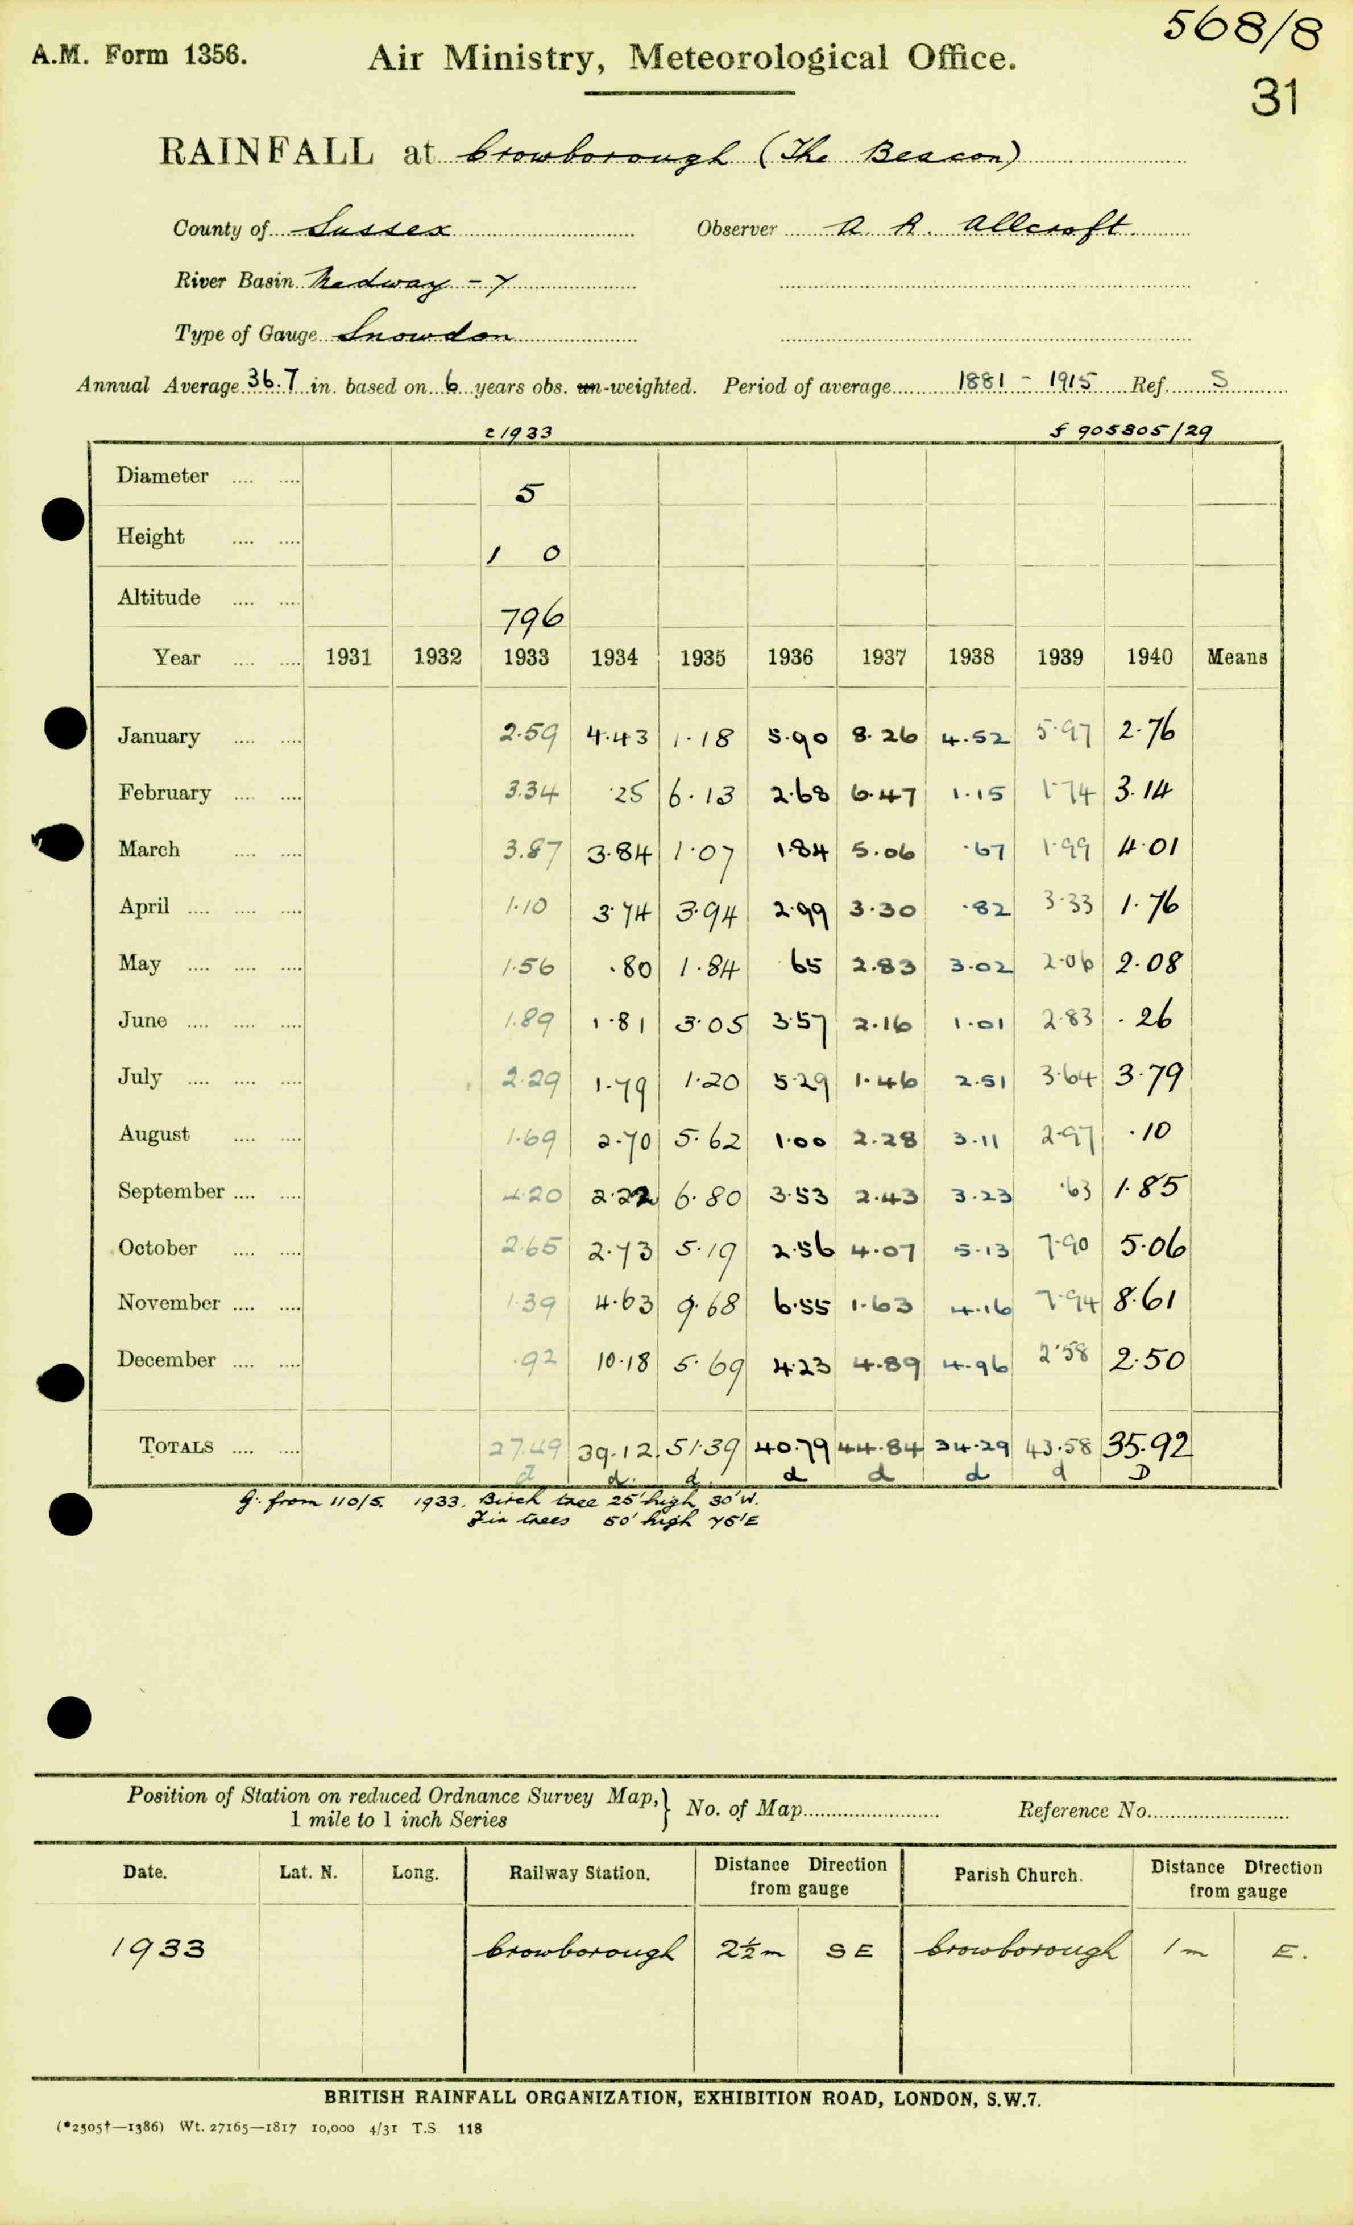 568/8
A.M. Form 1356. Air Ministry, Meteorological Office.
31
RAINFALL at Crowborough (The Beacon)
County of Sussex Observer A. R. Allcroft
River Basin Medway - 7
Type of Gauge Snowdon
Annual Average 36.7 in. based on 6 years obs. un-weighted. Period of average 1881 - 1915 Ref. S
1933 f 905805/29
Diameter .... .... 5
Height .... .... 1 0
Altitude .... .... 796
Year .... .... 1931 1932 1933 1934 1935 1936 1937 1938 1939 1940 Means
January .... .... 2.59 4.43 1.18 5.90 8.26 4.52 5.97 2.76
February .... .... 3.34 .25 6.13 2.68 6.47 1.15 1.74 3.14
March .... .... 3.87 3.84 1.07 1.84 5.06 .67 1.99 4.01
April .... .... .... 1.10 3.74 3.94 2.99 3.30 .82 3.33 1.76
May .... .... .... 1.56 .80 1.84 .65 2.83 3.02 2.06 2.08
June .... .... .... 1.89 1.81 3.05 3.57 2.16 1.01 2.83 .26
July .... .... .... 2.29 1.79 1.20 5.29 1.46 2.51 3.64 3.79
August .... .... 1.69 2.70 5.62 1.00 2.28 3.11 2.97 .10
September .... .... 4.20 2.22 6.80 3.53 2.43 3.23 .63 1.85
October .... .... 2.65 2.73 5.19 2.56 4.07 5.13 7.90 5.06
November .... .... 1.39 4.63 9.68 6.55 1.63 4.16 7.94 8.61
December .... .... .92 10.18 5.69 4.23 4.89 4.96 2.58 2.50
TOTALS .... .... 27.49 39.12 51.39 40.79 44.84 34.29 43.58 35.92
d d. d. d d d d D
G. from 110/5. 1933. Birch tree 25' high 30'W.
Fir trees 50' high 75'E
Position of Station on reduced Ordnance Survey Map, } No. of Map Reference No.
1 mile to 1 inch Series
Date. Lat. N. Long. Railway Station. Distance Direction from gauge Parish Church. Distance Direction from gauge
1933 Crowborough 2½m SE Crowborough 1m E.
BRITISH RAINFALL ORGANIZATION, EXHIBITION ROAD, LONDON, S.W.7.
(*2505†—1386) Wt. 27165—1817 10,000 4/31 T.S. 118